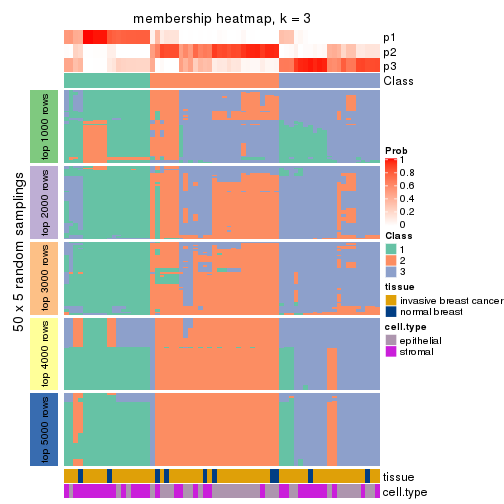 membership heatmap, k = 3
p1
p2
p3
Class
50 x 5 random samplings
top 1000 rows
top 2000 rows
top 3000 rows
top 4000 rows
top 5000 rows
tissue
cell.type
Prob
1
0.8
0.6
0.4
0.2
0
Class
1
2
3
tissue
invasive breast cancer
normal breast
cell.type
epithelial
stromal